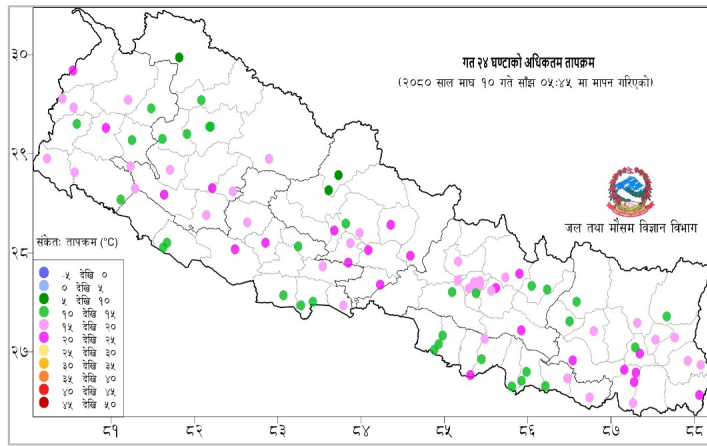 गत २४ घण्टाको अधिकतम तापक्रम
(२०८० साल माघ १० गते साँझ ०५:४५ मा मापन गरिएको)
जल तथा मौसम विज्ञान विभाग
३०
२९
२८
२७
संकेतः तापक्रम (°C)
-५ देखि ०
० देखि ५
५ देखि १०
१० देखि १५
१५ देखि २०
२० देखि २५
२५ देखि ३०
३० देखि ३५
३५ देखि ४०
४० देखि ४५
४५ देखि ५०
८१ ८२ ८३ ८४ ८५ ८६ ८७ ८८